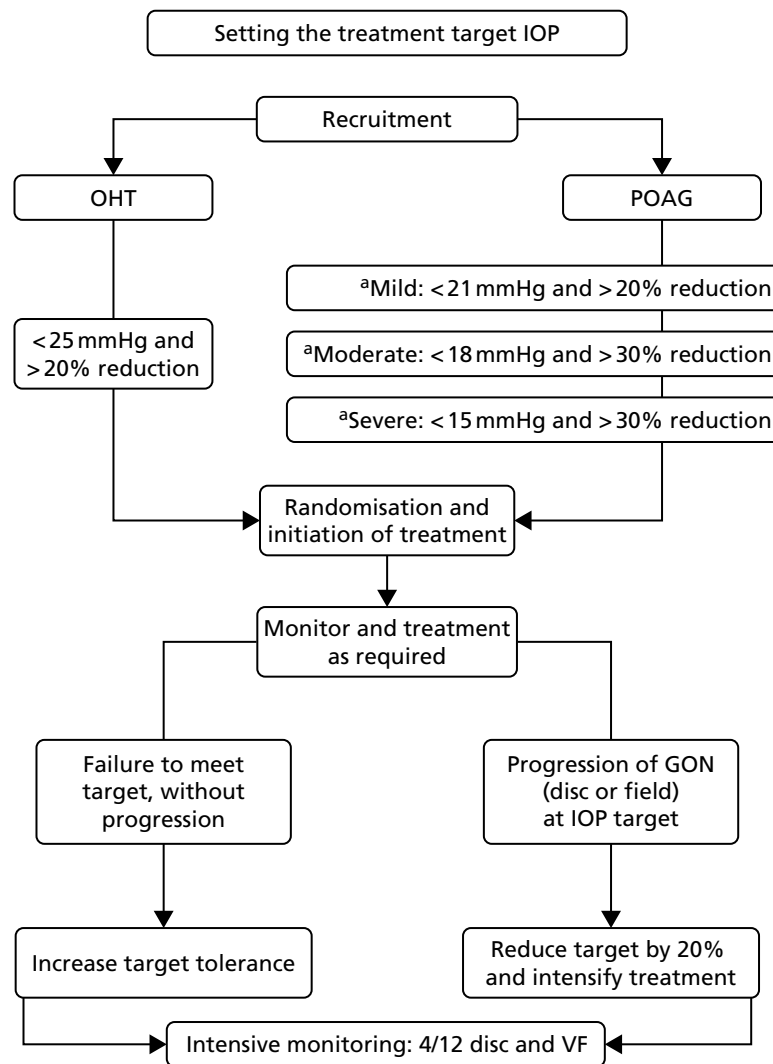 Setting the treatment target IOP
Recruitment
OHT
POAG
<25 mmHg and
>20% reduction
aMild: <21 mmHg and >20% reduction
aModerate: <18 mmHg and >30% reduction
aSevere: <15 mmHg and >30% reduction
Randomisation and
initiation of treatment
Monitor and treatment
as required
Failure to meet
target, without
progression
Progression of GON
(disc or field)
at IOP target
Increase target tolerance
Reduce target by 20%
and intensify treatment
Intensive monitoring: 4/12 disc and VF